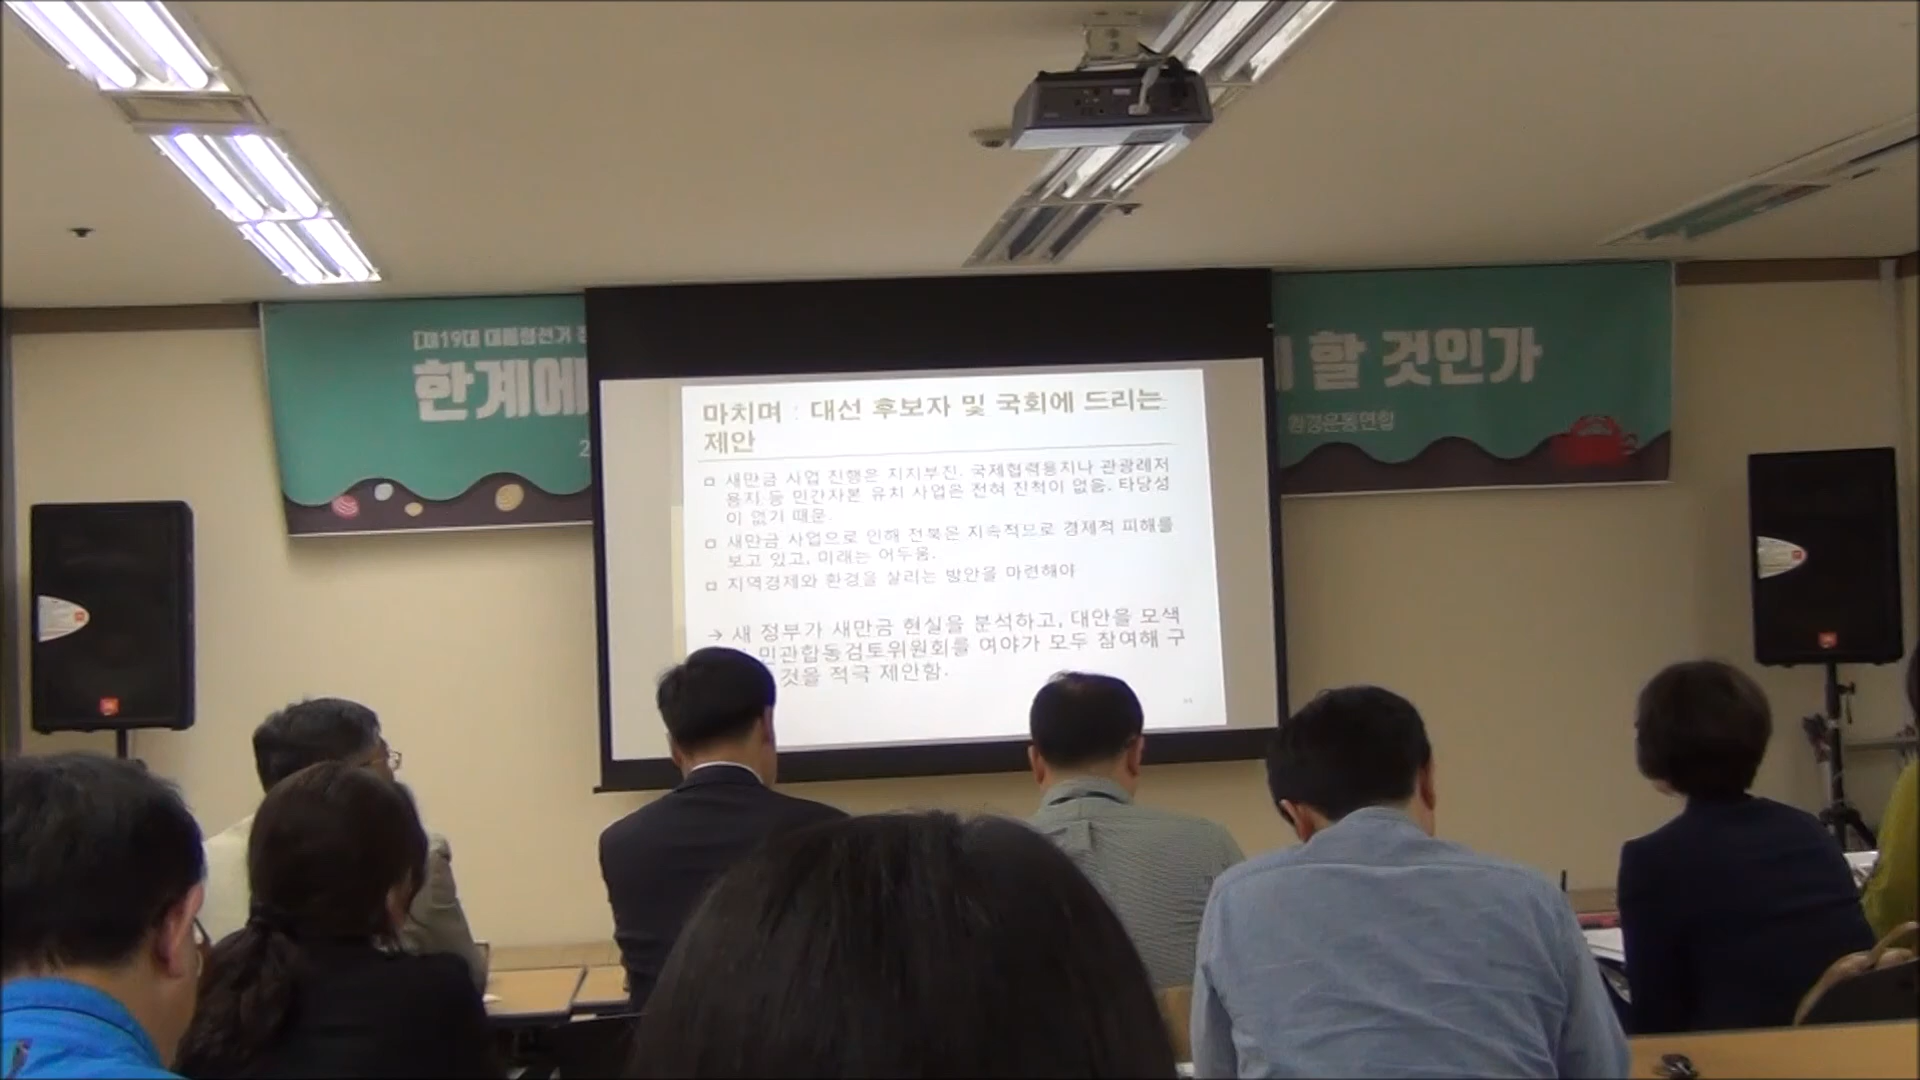 [제19대 대통령선거
한계에
할 것인가
환경운동연합
마치며 : 대선 후보자 및 국회에 드리는
제안
새만금 사업 진행은 지지부진. 국제협력용지나 관광레저
용지 등 민간자본 유치 사업은 전혀 진척이 없음. 타당성
이 없기 때문.
새만금 사업으로 인해 전북은 지속적으로 경제적 피해를
보고 있고, 미래는 어두움.
지역경제와 환경을 살리는 방안을 마련해야
→ 새 정부가 새만금 현실을 분석하고, 대안을 모색
민관합동검토위원회를 여야가 모두 참여해 구
것을 적극 제안함.